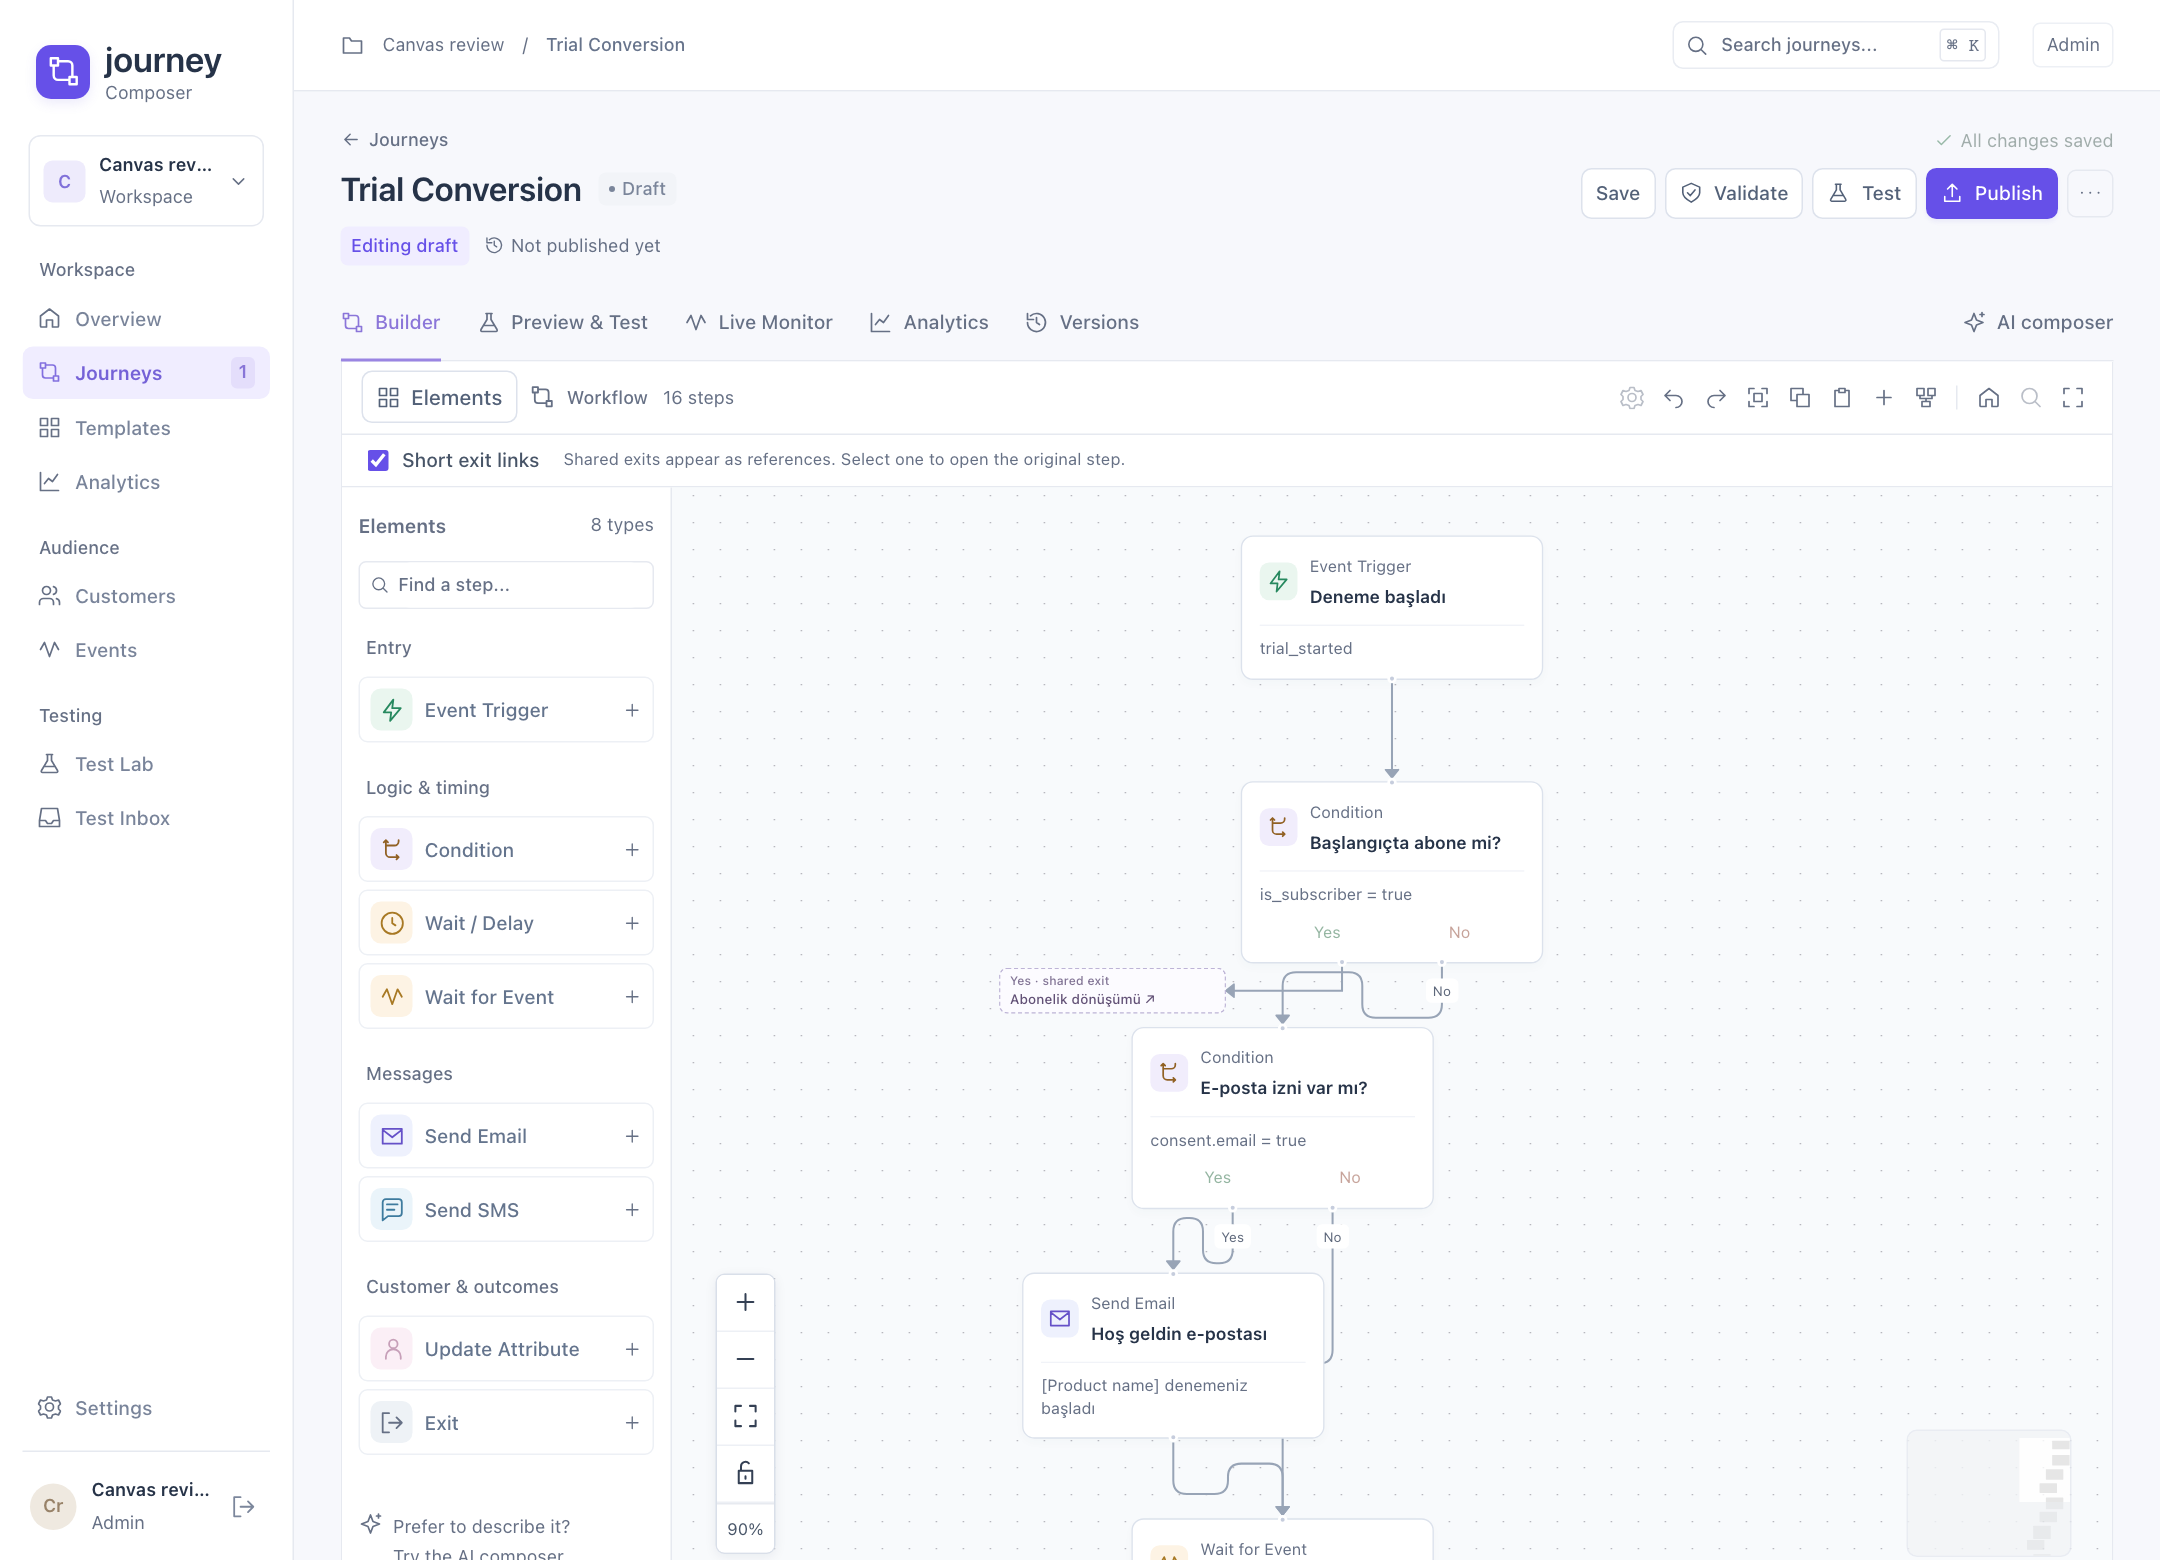 journey
Composer
Canvas rev...
C
Workspace
Workspace
Overview
Journeys 1
Templates
Analytics
Audience
Customers
Events
Testing
Test Lab
Test Inbox
Settings
Cr
Canvas revi...
Admin
Canvas review / Trial Conversion
Search journeys... ⌘ K
Admin
← Journeys
All changes saved
Trial Conversion • Draft
Save
Validate
Test
Publish
...
Editing draft
Not published yet
Builder
Preview & Test
Live Monitor
Analytics
Versions
AI composer
Elements
Workflow 16 steps
Short exit links
Shared exits appear as references. Select one to open the original step.
Elements 8 types
Find a step...
Entry
Event Trigger +
Logic & timing
Condition +
Wait / Delay +
Wait for Event +
Messages
Send Email +
Send SMS +
Customer & outcomes
Update Attribute +
Exit +
Prefer to describe it?
Try the AI composer
90%
Event Trigger
Deneme başladı
trial_started
Condition
Başlangıçta abone mi?
is_subscriber = true
Yes No
Yes · shared exit
Abonelik dönüşümü ↗
No
Condition
E-posta izni var mı?
consent.email = true
Yes No
Yes No
Send Email
Hoş geldin e-postası
[Product name] denemeniz
başladı
Wait for Event